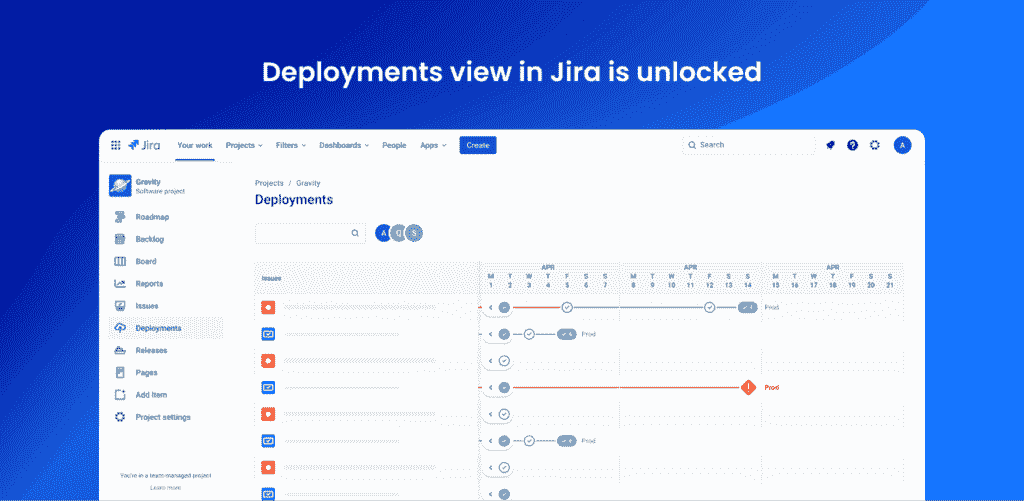 Deployments view in Jira is unlocked
Jira Your work Projects Filters Dashboards People Apps Create Search A
Gravity
Software project
Projects / Gravity
Deployments
Roadmap
Backlog
Board
Reports
Issues
Deployments
Releases
Pages
Add item
Project settings
You're in a team-managed project
Learn more
A G S
Issues
APR APR APR
M T W T F S S M T W T F S S M T W T F S S
1 2 3 4 5 6 7 8 9 10 11 12 13 14 15 16 17 18 19 20 21
Prod
Prod
Prod
Prod